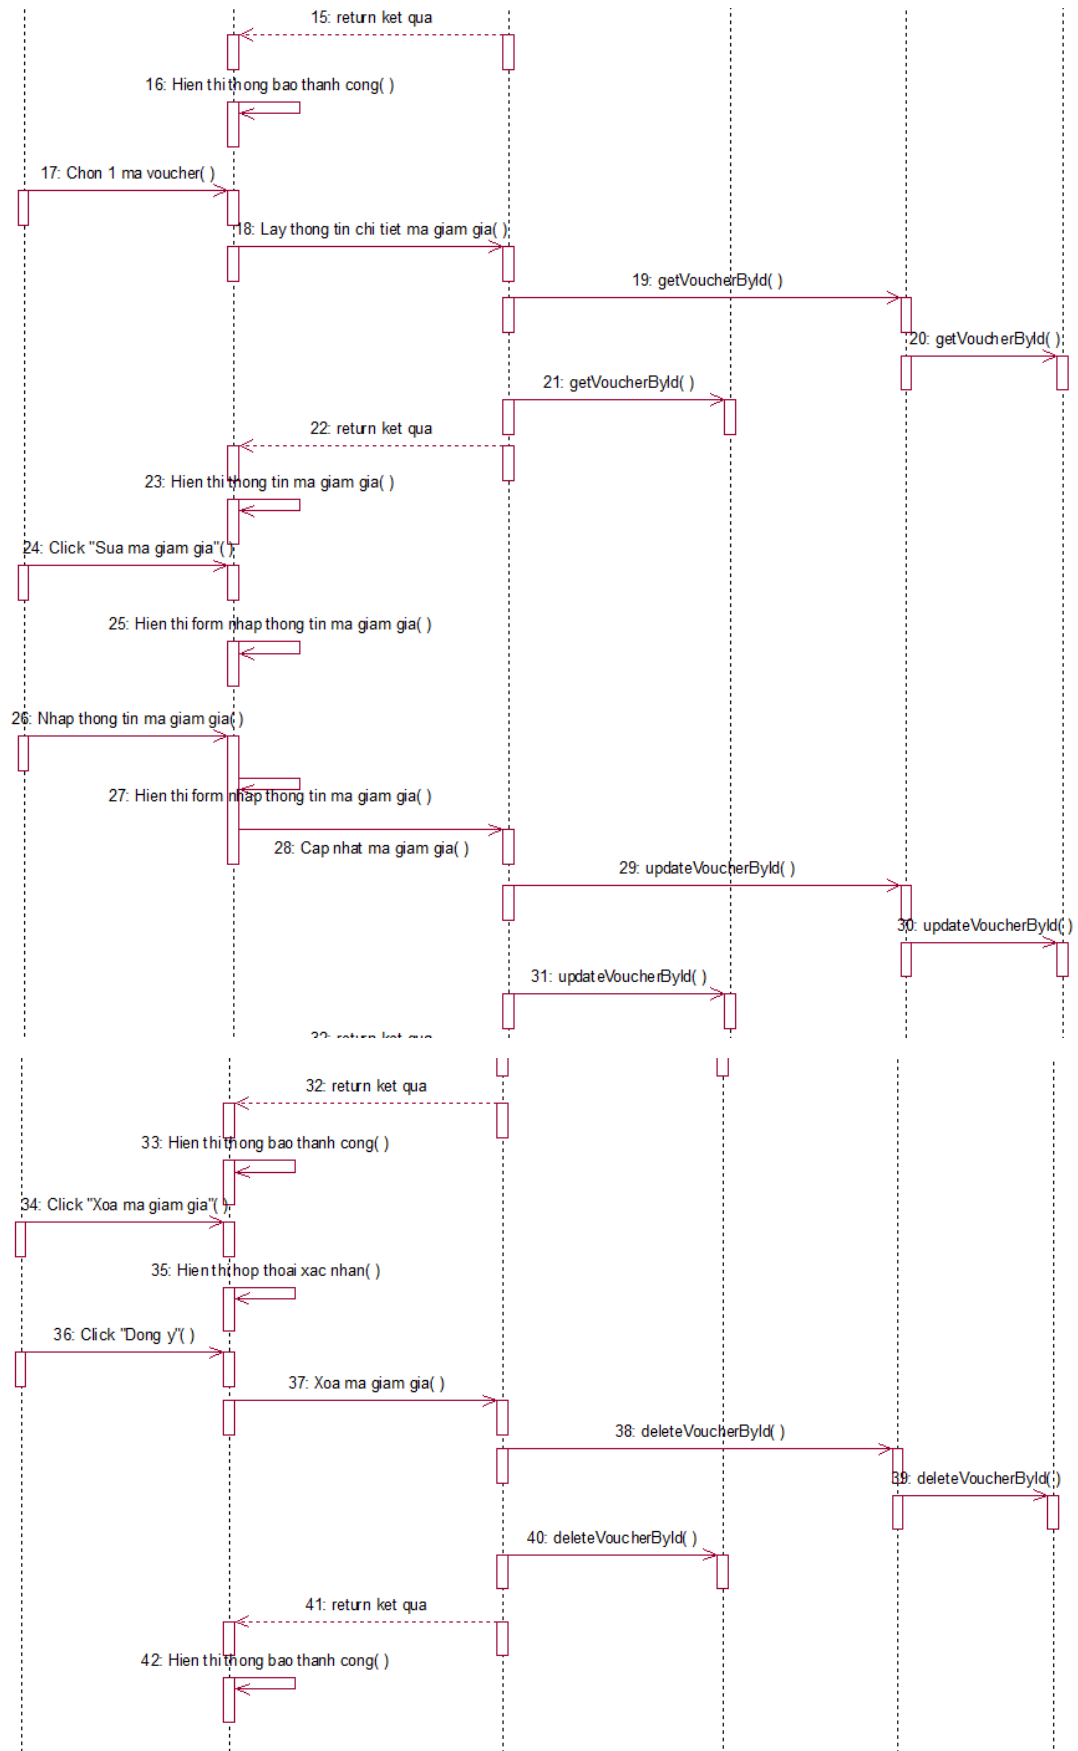 15: return ket qua
16: Hien thi thong bao thanh cong( )
17: Chon 1 ma voucher( )
18: Lay thong tin chi tiet ma giam gia( )
19: getVoucherById( )
20: getVoucherById( )
21: getVoucherById( )
22: return ket qua
23: Hien thi thong tin ma giam gia( )
24: Click "Sua ma giam gia"( )
25: Hien thi form nhap thong tin ma giam gia( )
26: Nhap thong tin ma giam gia( )
27: Hien thi form nhap thong tin ma giam gia( )
28: Cap nhat ma giam gia( )
29: updateVoucherById( )
30: updateVoucherById( )
31: updateVoucherById( )
32: return ket qua
32: return ket qua
33: Hien thi thong bao thanh cong( )
34: Click "Xoa ma giam gia"( )
35: Hien thi hop thoai xac nhan( )
36: Click "Dong y"( )
37: Xoa ma giam gia( )
38: deleteVoucherById( )
39: deleteVoucherById( )
40: deleteVoucherById( )
41: return ket qua
42: Hien thi thong bao thanh cong( )